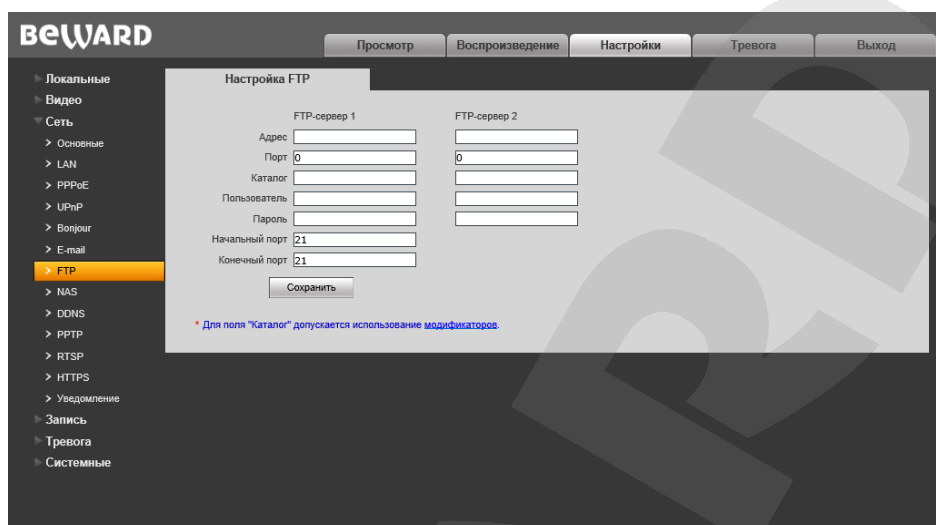 BEWARD
Просмотр Воспроизведение Настройки Тревога Выход
Локальные
Видео
Сеть
Основные
LAN
PPPoE
UPnP
Bonjour
E-mail
FTP
NAS
DDNS
PPTP
RTSP
HTTPS
Уведомление
Запись
Тревога
Системные
Настройка FTP
FTP-сервер 1 FTP-сервер 2
Адрес
Порт 0 0
Каталог
Пользователь
Пароль
Начальный порт 21
Конечный порт 21
Сохранить
* Для поля "Каталог" допускается использование модификаторов.